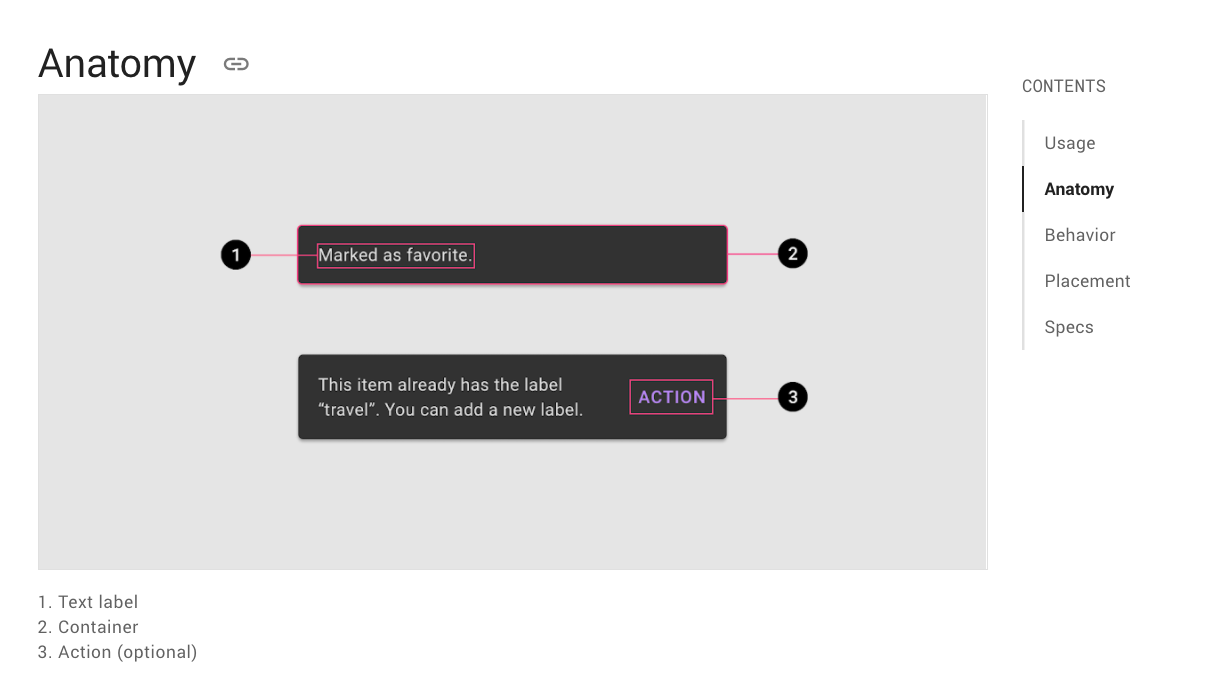 Anatomy
CONTENTS
Usage
Anatomy
Behavior
Placement
Specs
1
Marked as favorite.
2
This item already has the label
“travel”. You can add a new label.
ACTION
3
1. Text label
2. Container
3. Action (optional)